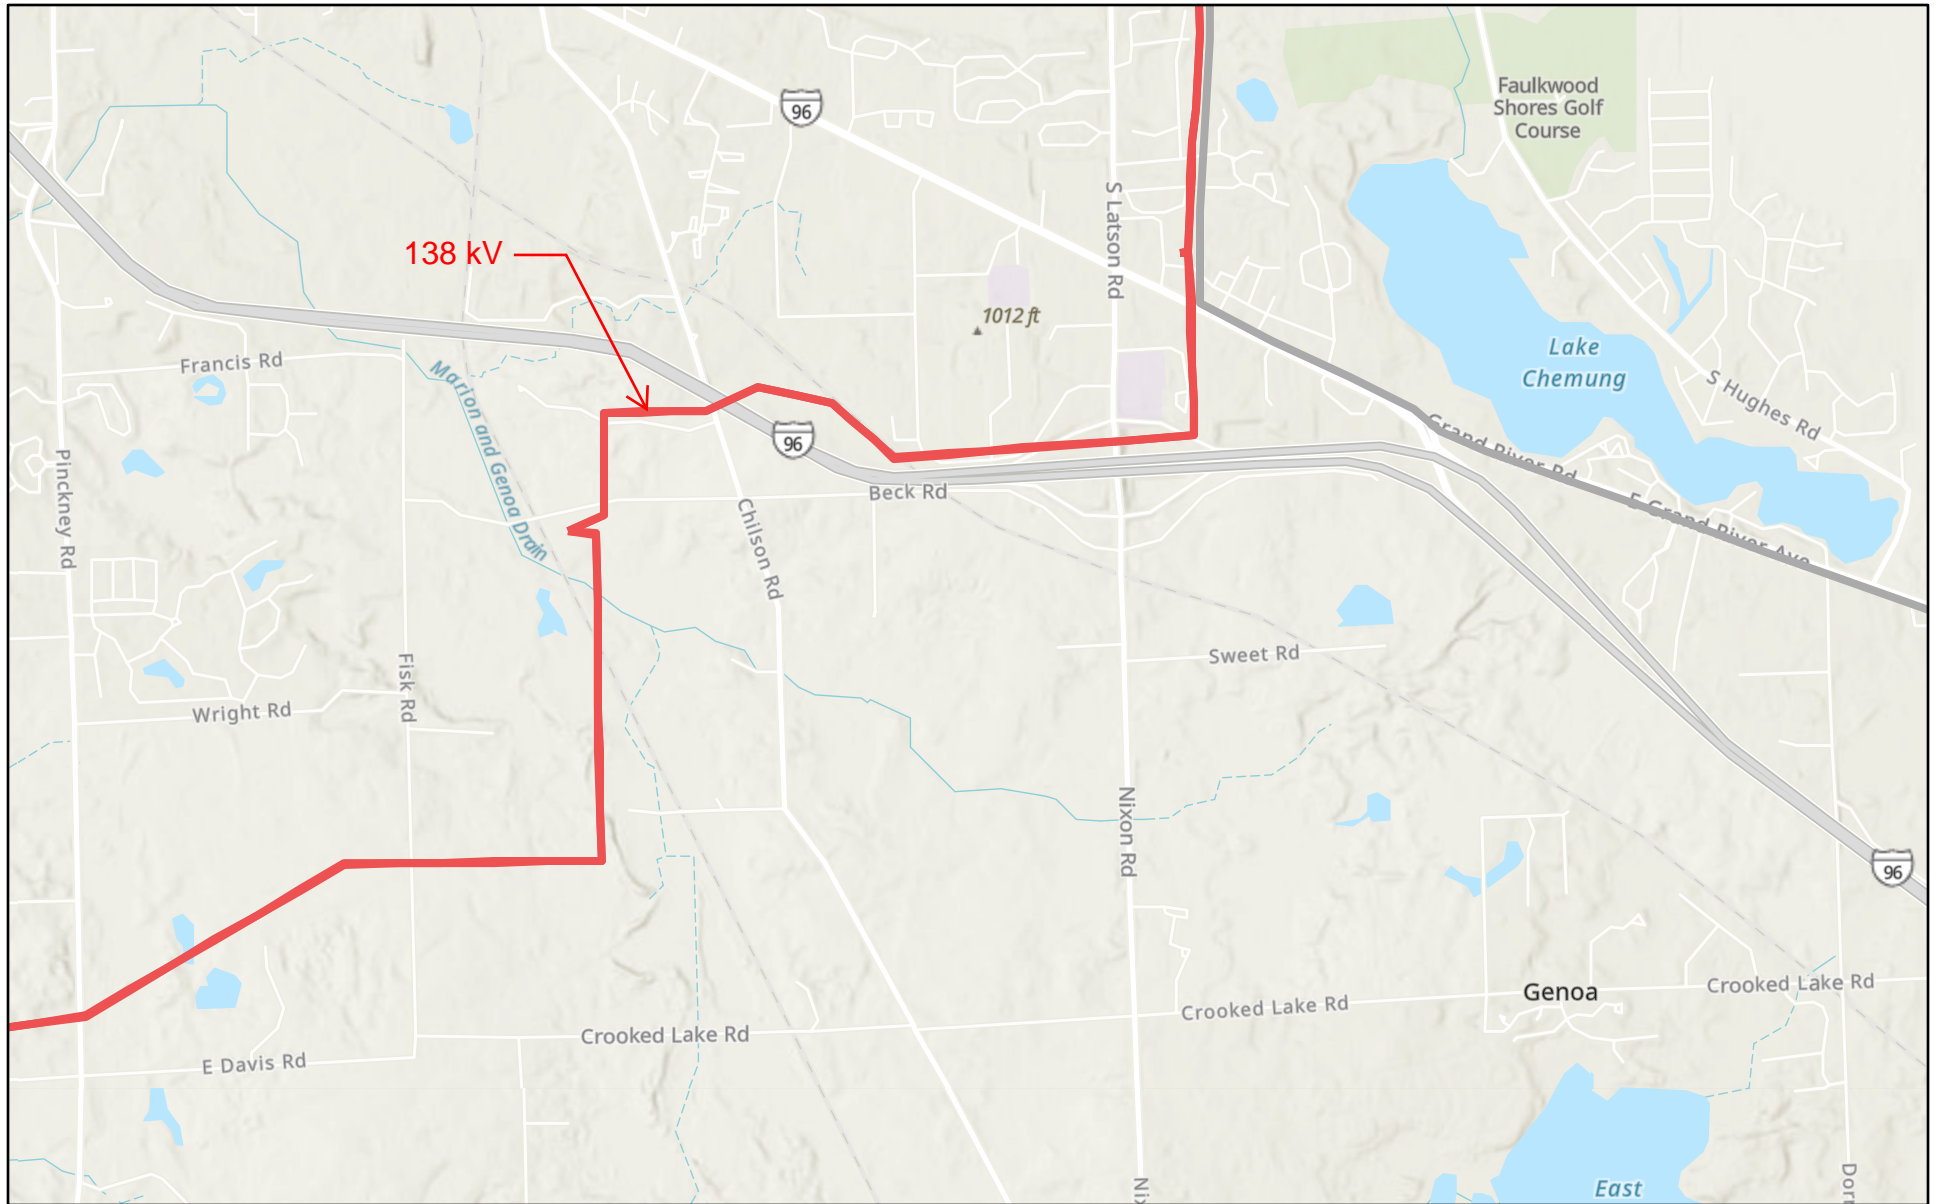 Faulkwood
Shores Golf
Course
96
S Latson Rd
138 kV
1012 ft
Lake
Chemung
Francis Rd
Marion and Genoa Drain
S Hughes Rd
Grand River Rd
96
Pinckney Rd
Beck Rd
E Grand River Ave
Chilson Rd
Sweet Rd
Fisk Rd
Wright Rd
Nixon Rd
96
Genoa
Crooked Lake Rd
Crooked Lake Rd
Crooked Lake Rd
E Davis Rd
East
Ni
Dor